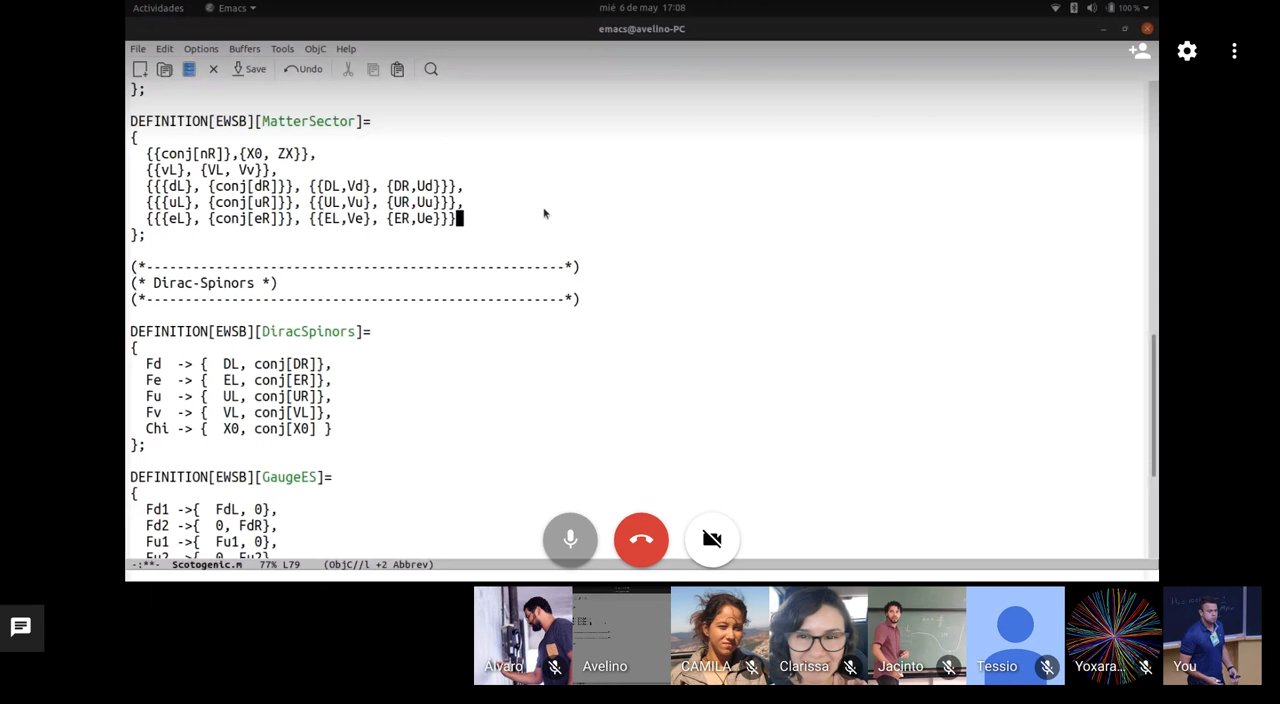 Actividades Emacs mié 6 de may 17:08 100 %
emacs@avelino-PC
File Edit Options Buffers Tools ObjC Help
Save Undo
};
DEFINITION[EWSB][MatterSector]=
{
{{conj[nR]},{X0, ZX}},
{{vL}, {VL, Vv}},
{{{dL}, {conj[dR]}}, {{DL,Vd}, {DR,Ud}}},
{{{uL}, {conj[uR]}}, {{UL,Vu}, {UR,Uu}}},
{{{eL}, {conj[eR]}}, {{EL,Ve}, {ER,Ue}}}
};
(*------------------------------------------------------*)
(* Dirac-Spinors *)
(*------------------------------------------------------*)
DEFINITION[EWSB][DiracSpinors]=
{
Fd -> { DL, conj[DR]},
Fe -> { EL, conj[ER]},
Fu -> { UL, conj[UR]},
Fv -> { VL, conj[VL]},
Chi -> { X0, conj[X0] }
};
DEFINITION[EWSB][GaugeES]=
{
Fd1 ->{ FdL, 0},
Fd2 ->{ 0, FdR},
Fu1 ->{ Fu1, 0},
Fu2 ->{ 0, Fu2},
-:**- Scotogenic.m 77% L79 (ObjC//l +2 Abbrev)
Álvaro Avelino CAMILA Clarissa Jacinto Tessio Yoxara... You